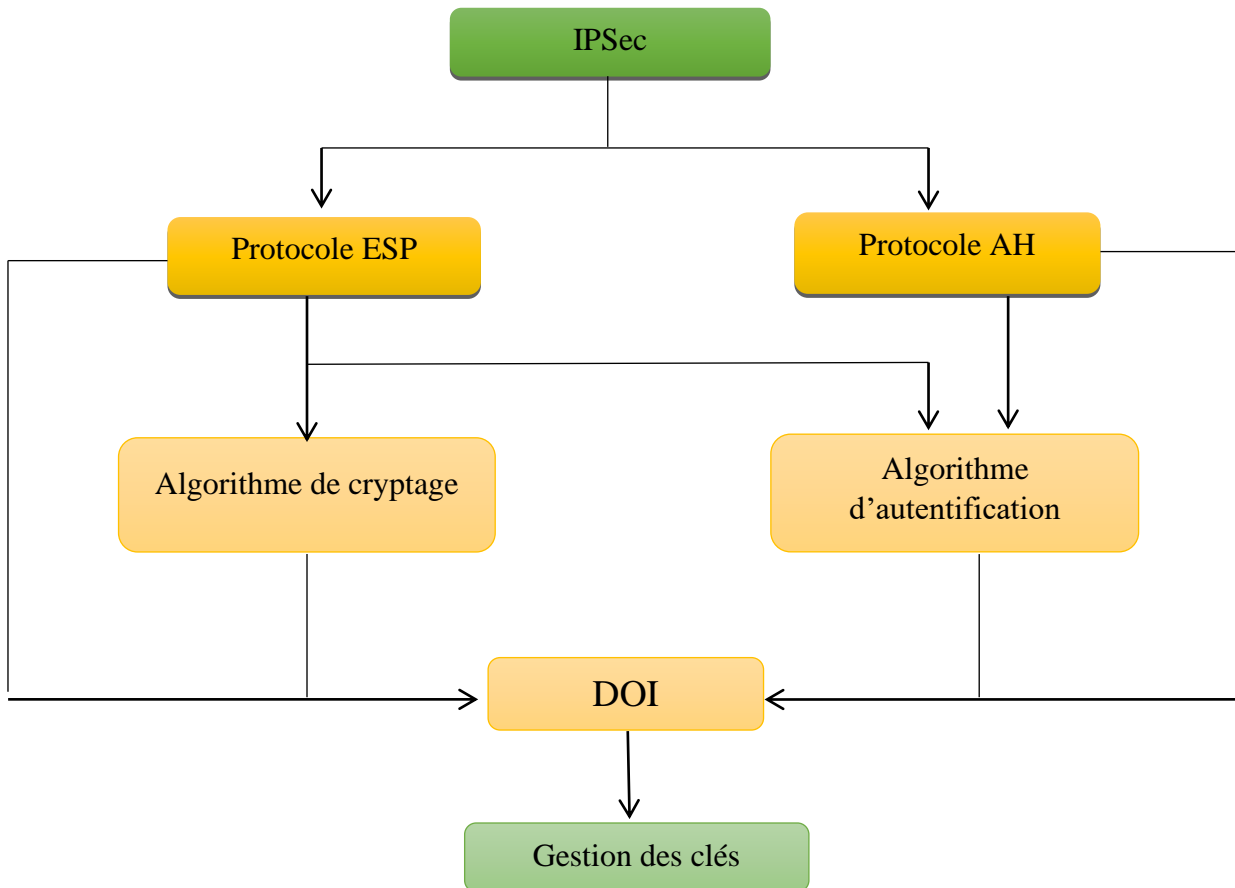 IPSec
Protocole ESP
Protocole AH
Algorithme de cryptage
Algorithme
d’autentification
DOI
Gestion des clés